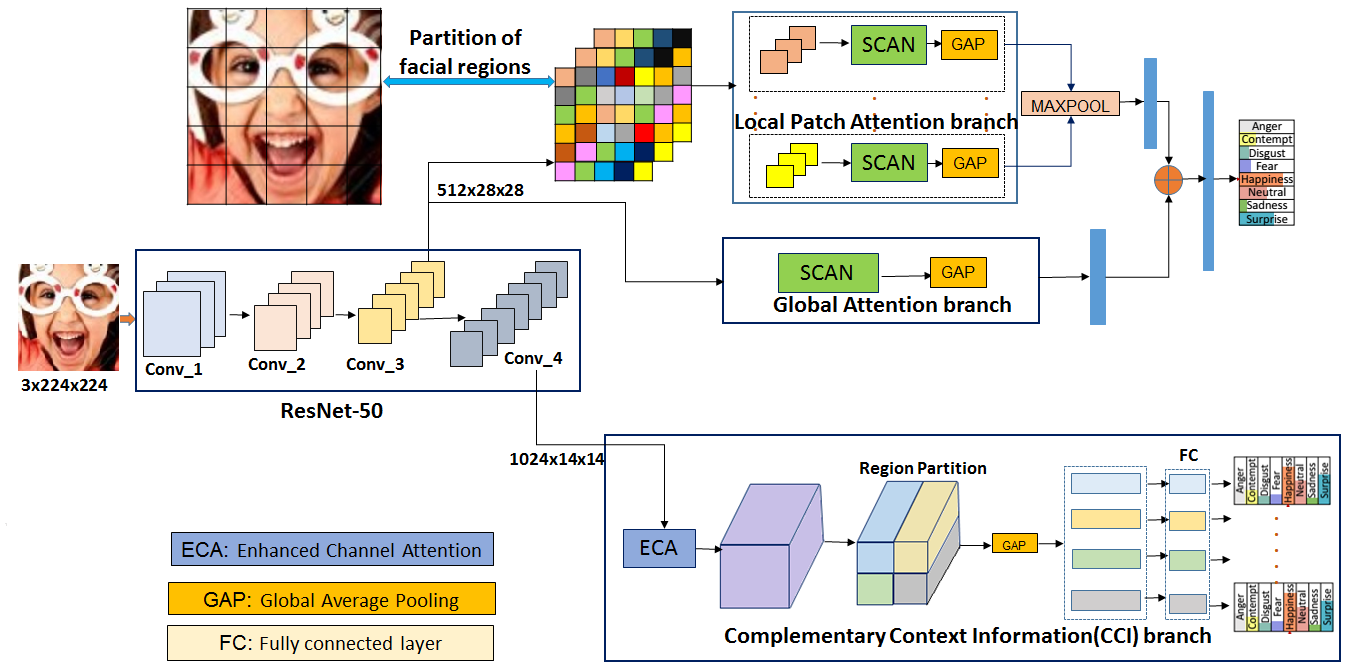 Partition of
facial regions
SCAN
GAP
Local Patch Attention branch
SCAN
GAP
MAXPOOL
Anger
Contempt
Disgust
Fear
Happiness
Neutral
Sadness
Surprise
512x28x28
SCAN
GAP
Global Attention branch
3x224x224
Conv_1
Conv_2
Conv_3
Conv_4
ResNet-50
1024x14x14
ECA
Region Partition
GAP
FC
Anger
Contempt
Disgust
Fear
Happiness
Neutral
Sadness
Surprise
Anger
Contempt
Disgust
Fear
Happiness
Neutral
Sadness
Surprise
Complementary Context Information(CCI) branch
ECA: Enhanced Channel Attention
GAP: Global Average Pooling
FC: Fully connected layer